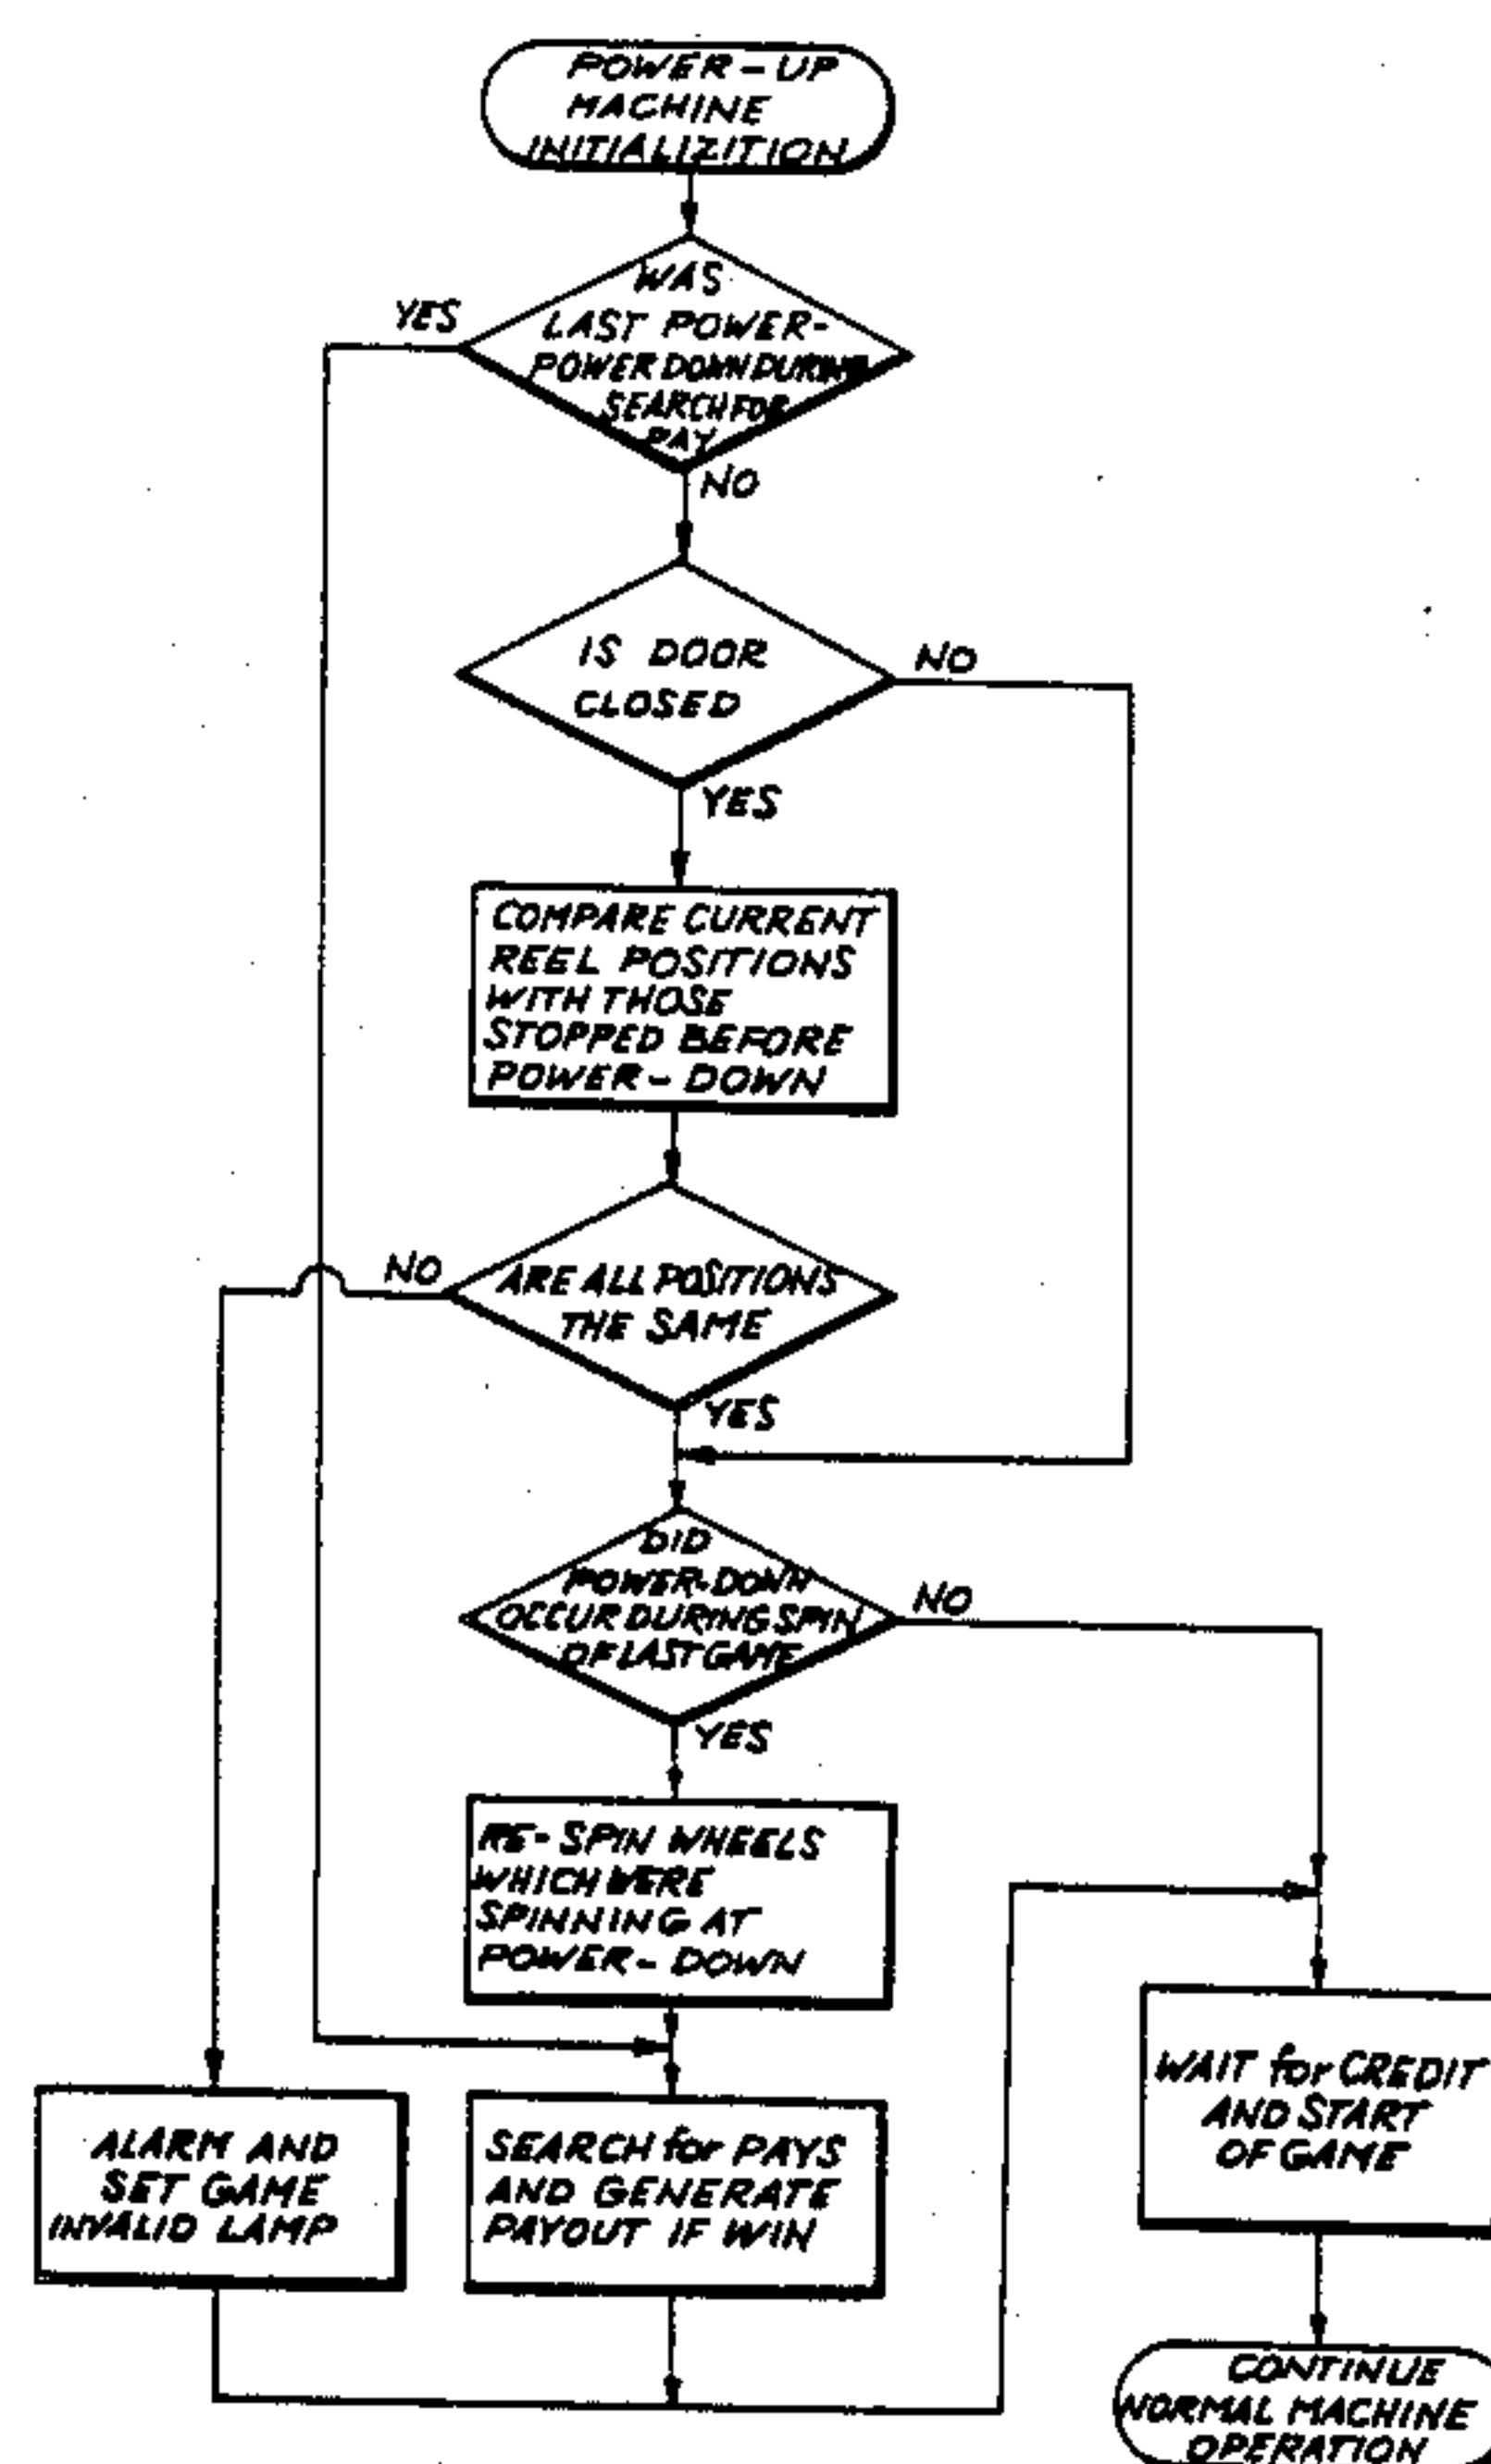 POWER-UP
MACHINE
INITIALIZITION
WAS
LAST POWER-
POWER DOWN DURING
SEARCH FOR
PAY
YES
NO
IS DOOR
CLOSED
NO
YES
COMPARE CURRENT
REEL POSITIONS
WITH THOSE
STOPPED BEFORE
POWER-DOWN
NO
ARE ALL POSITIONS
THE SAME
YES
DID
POWER-DOWN
OCCUR DURING SPIN
OF LAST GAME
NO
YES
RE-SPIN WHEELS
WHICH WERE
SPINNING AT
POWER-DOWN
ALARM AND
SET GAME
INVALID LAMP
SEARCH for PAYS
AND GENERATE
PAYOUT IF WIN
WAIT for CREDIT
AND START
OF GAME
CONTINUE
NORMAL MACHINE
OPERATION